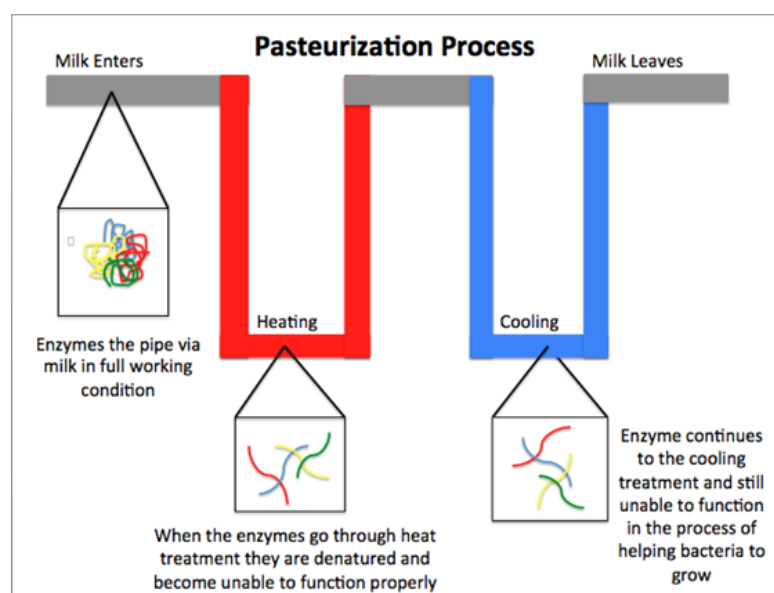 Pasteurization Process
Milk Enters
Milk Leaves
Heating
Cooling
Enzymes the pipe via
milk in full working
condition
When the enzymes go through heat
treatment they are denatured and
become unable to function properly
Enzyme continues
to the cooling
treatment and still
unable to function
in the process of
helping bacteria to
grow